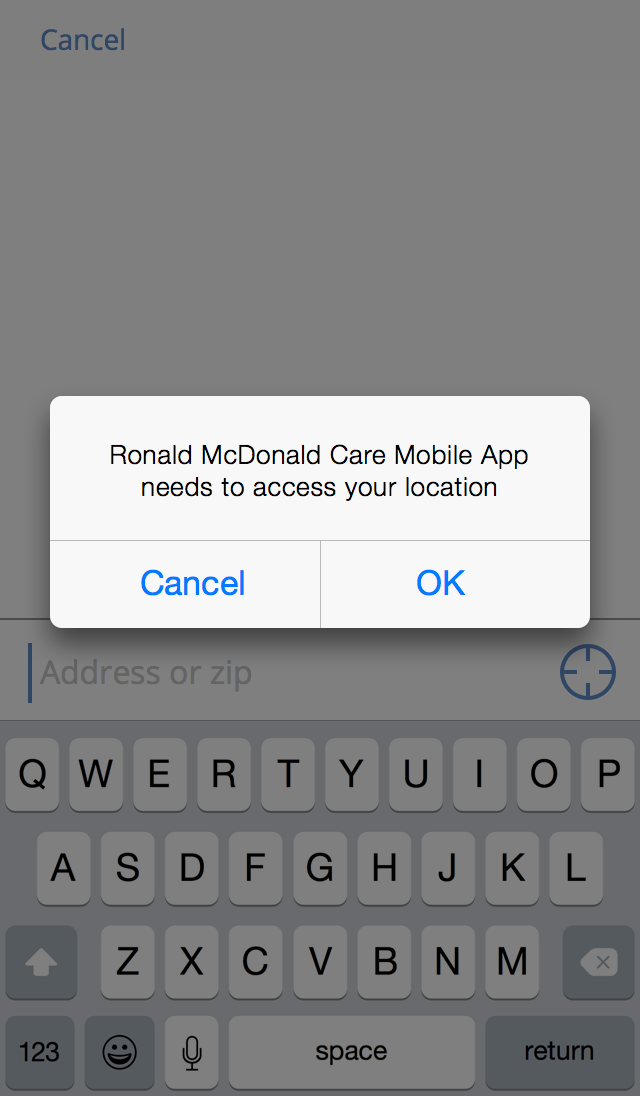 Cancel
Ronald McDonald Care Mobile App
needs to access your location
Cancel OK
Address or zip
Q W E R T Y U I O P
A S D F G H J K L
Z X C V B N M
123 space return